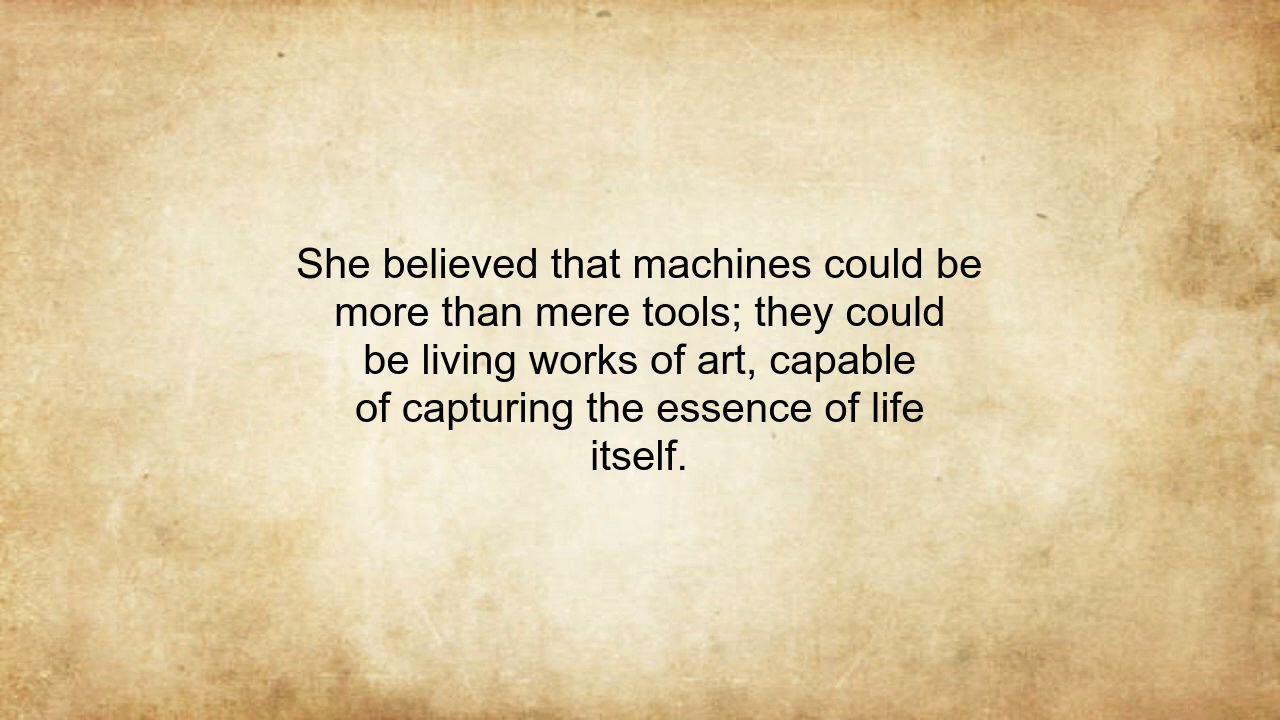 She believed that machines could be
more than mere tools; they could
be living works of art, capable
of capturing the essence of life
itself.